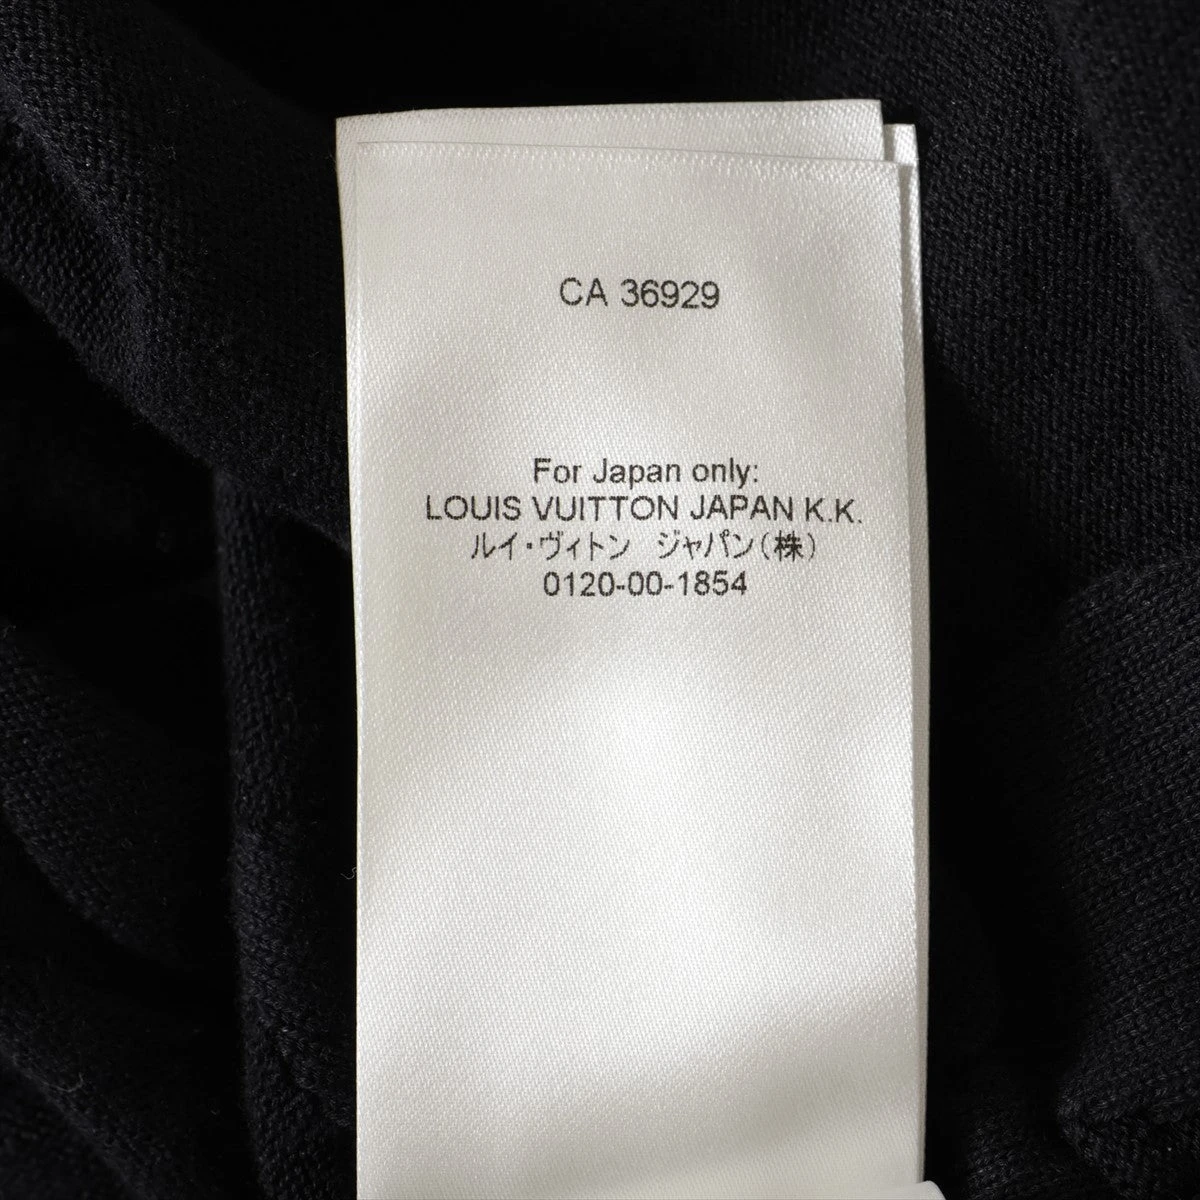 CA 36929
For Japan only:
LOUIS VUITTON JAPAN K.K.
ルイ・ヴィトン　ジャパン(株)
0120-00-1854